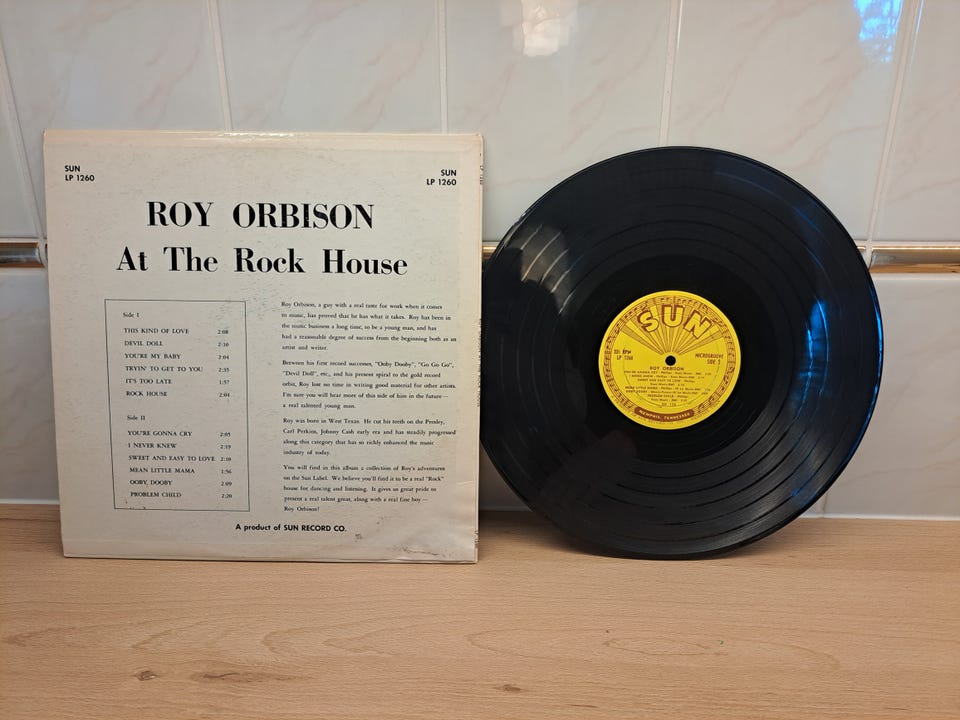 SUN
LP 1260
SUN
LP 1260
ROY ORBISON
At The Rock House
Side I
THIS KIND OF LOVE 2:08
DEVIL DOLL 2:10
YOU'RE MY BABY 2:04
TRYIN' TO GET TO YOU 2:35
IT'S TOO LATE 1:57
ROCK HOUSE 2:04
Side II
YOU'RE GONNA CRY 2:05
I NEVER KNEW 2:19
SWEET AND EASY TO LOVE 2:10
MEAN LITTLE MAMA 1:56
OOBY, DOOBY 2:09
PROBLEM CHILD 2:20
Roy Orbison, a guy with a real taste for work when it comes
to music, has proved that he has what it takes. Roy has been in
the music business a long time, to be a young man, and has
had a reasonable degree of success from the beginning both as an
artist and writer.
Between his first record successes, "Ooby Dooby", "Go Go Go",
"Devil Doll", etc., and his present spiral to the gold record
orbit, Roy lost no time in writing good material for other artists.
I'm sure you will hear more of this side of him in the future—
a real talented young man.
Roy was born in West Texas. He cut his teeth on the Presley,
Carl Perkins, Johnny Cash early era and has steadily progressed
along this category that has so richly enhanced the music
industry of today.
You will find in this album a collection of Roy's adventures
on the Sun Label. We believe you'll find it to be a real "Rock"
house for dancing and listening. It gives us great pride to
present a real talent great, along with a real fine boy —
Roy Orbison!
A product of SUN RECORD CO.
SUN
33⅓ RPM
LP 1260
MICROGROOVE
SIDE 2
ROY ORBISON
MEMPHIS, TENNESSEE